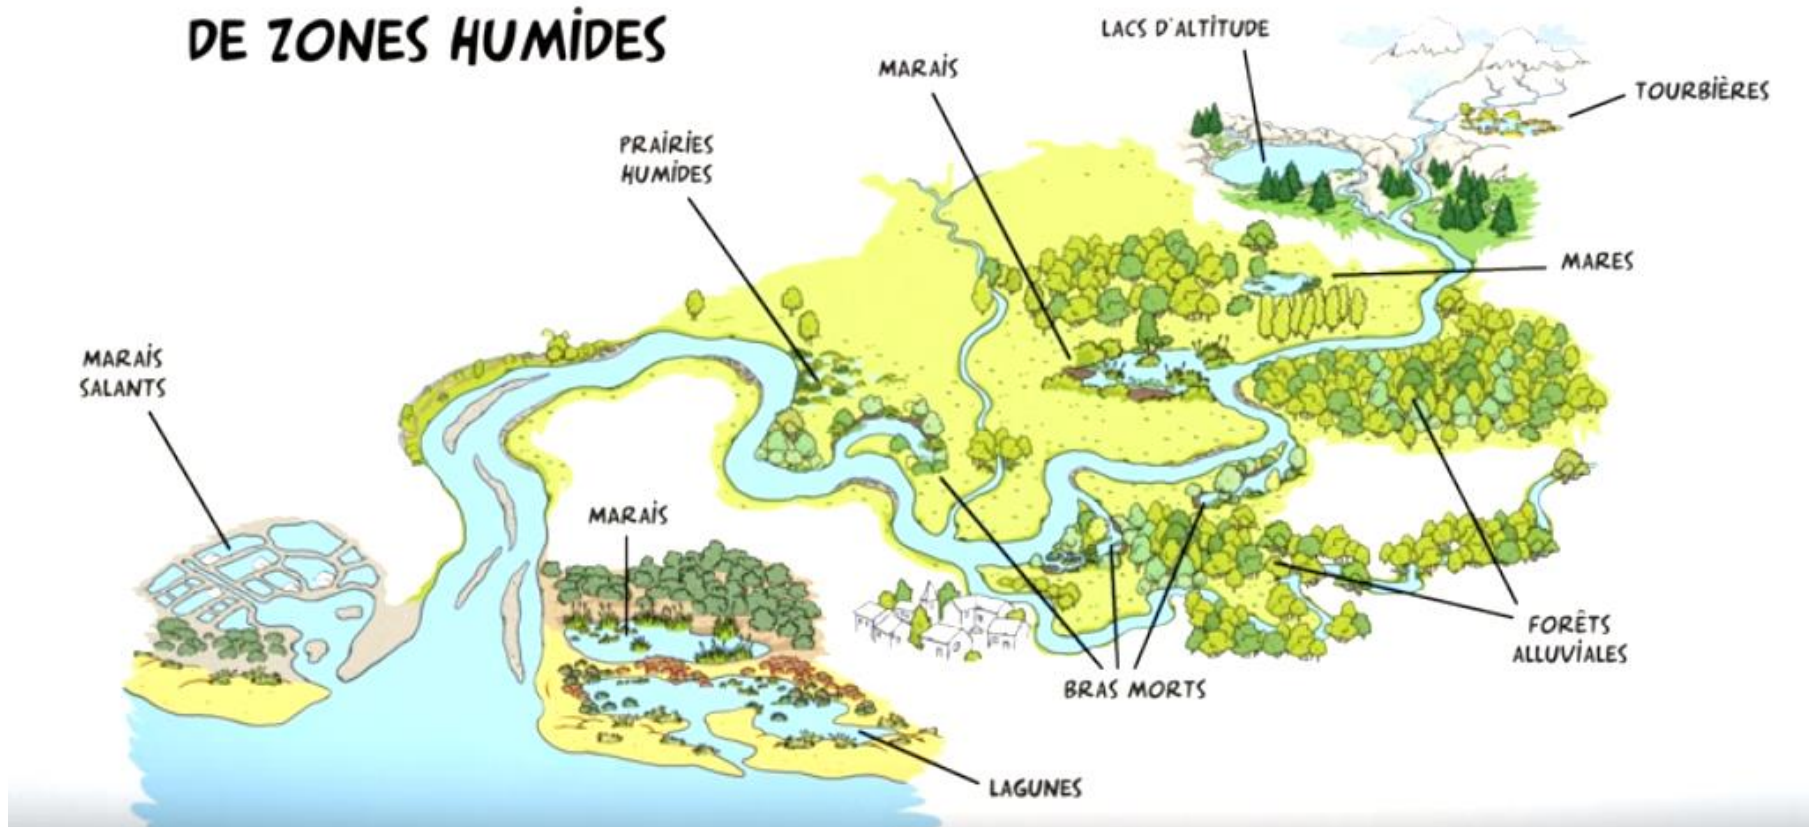 DE ZONES HUMIDES
LACS D'ALTITUDE
MARAIS
TOURBIÈRES
PRAIRIES
HUMIDES
MARES
MARAIS
SALANTS
MARAIS
FORÊTS
ALLUVIALES
BRAS MORTS
LAGUNES